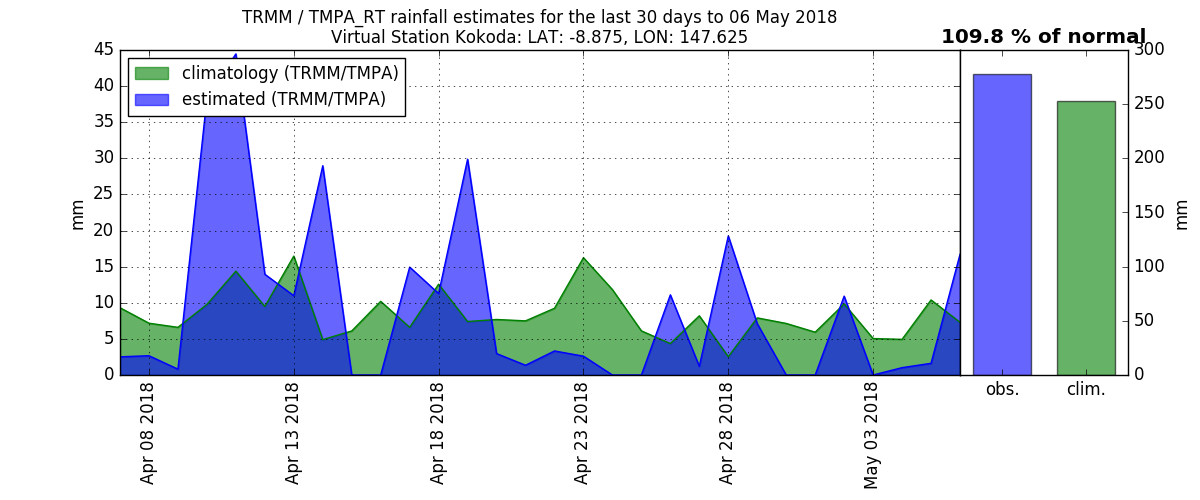 TRMM / TMPA_RT rainfall estimates for the last 30 days to 06 May 2018
Virtual Station Kokoda: LAT: -8.875, LON: 147.625
109.8 % of normal
climatology (TRMM/TMPA)
estimated (TRMM/TMPA)
45
40
35
30
25
20
15
10
5
0
mm
Apr 08 2018
Apr 13 2018
Apr 18 2018
Apr 23 2018
Apr 28 2018
May 03 2018
300
250
200
150
100
50
0
mm
obs.
clim.